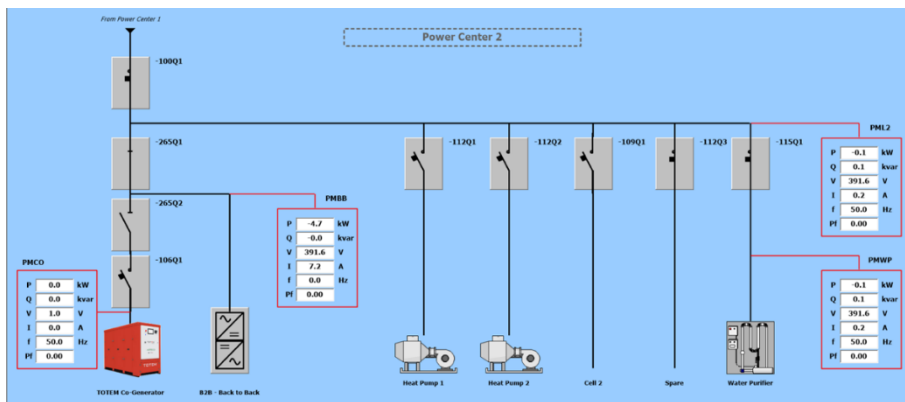 From Power Center 1
Power Center 2
-100Q1
-265Q1
-112Q1
-112Q2
-109Q1
-112Q3
-115Q1
PML2
P -0.1 kW
Q 0.1 kvar
V 391.6 V
I 0.2 A
f 50.0 Hz
Pf 0.00
-265Q2
PMBB
P -4.7 kW
Q -0.0 kvar
V 391.6 V
I 7.2 A
f 0.0 Hz
Pf 0.00
-106Q1
PMCO
P 0.0 kW
Q 0.0 kvar
V 1.0 V
I 0.0 A
f 50.0 Hz
Pf 0.00
PMWP
P -0.1 kW
Q 0.1 kvar
V 391.6 V
I 0.2 A
f 50.0 Hz
Pf 0.00
TOTEM Co-Generator
B2B - Back to Back
Heat Pump 1
Heat Pump 2
Cell 2
Spare
Water Purifier